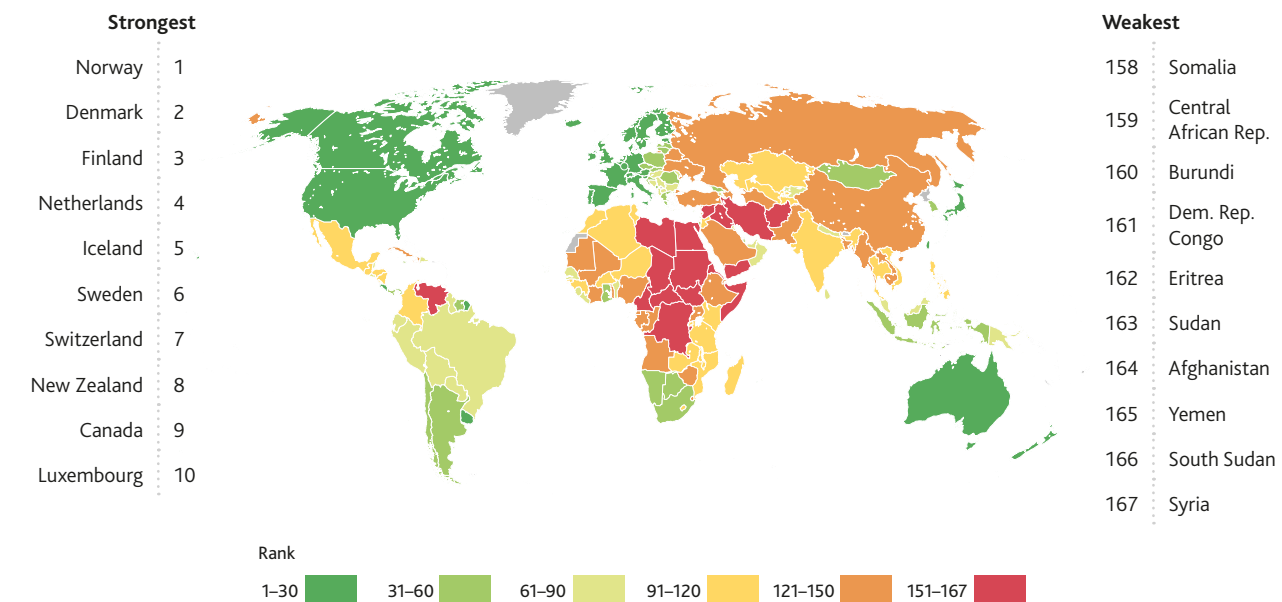 Strongest
Norway 1
Denmark 2
Finland 3
Netherlands 4
Iceland 5
Sweden 6
Switzerland 7
New Zealand 8
Canada 9
Luxembourg 10
Weakest
158 Somalia
159 Central
African Rep.
160 Burundi
161 Dem. Rep.
Congo
162 Eritrea
163 Sudan
164 Afghanistan
165 Yemen
166 South Sudan
167 Syria
Rank
1–30 31–60 61–90 91–120 121–150 151–167